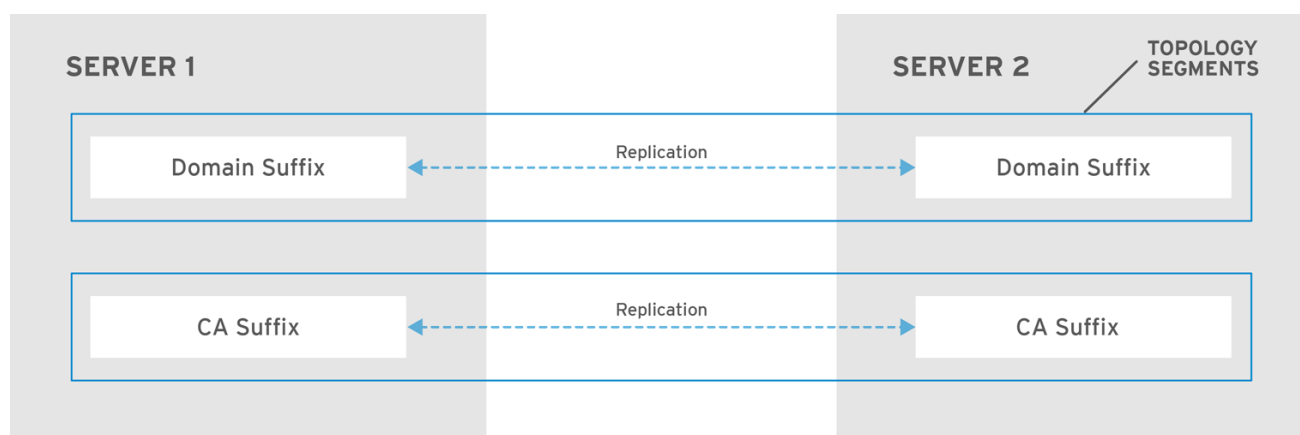 SERVER 1
SERVER 2
TOPOLOGY
SEGMENTS
Domain Suffix
Replication
Domain Suffix
CA Suffix
Replication
CA Suffix